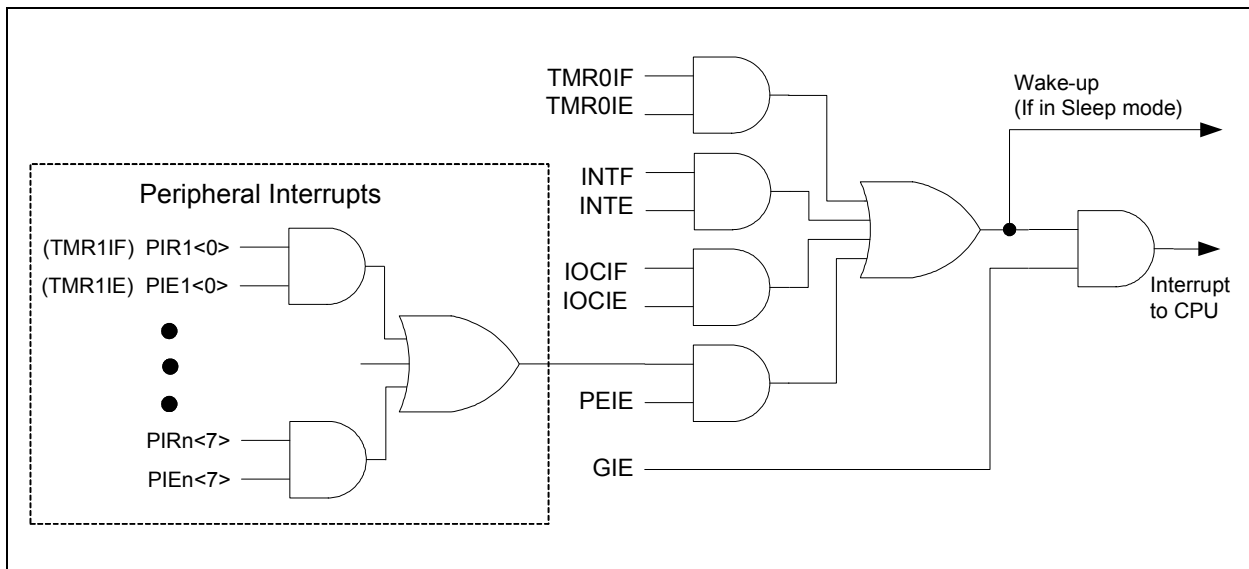 TMR0IF
TMR0IE
Wake-up
(If in Sleep mode)
INTF
INTE
Peripheral Interrupts
(TMR1IF) PIR1<0>
(TMR1IE) PIE1<0>
IOCIF
IOCIE
Interrupt
to CPU
PEIE
PIRn<7>
PIEn<7>
GIE